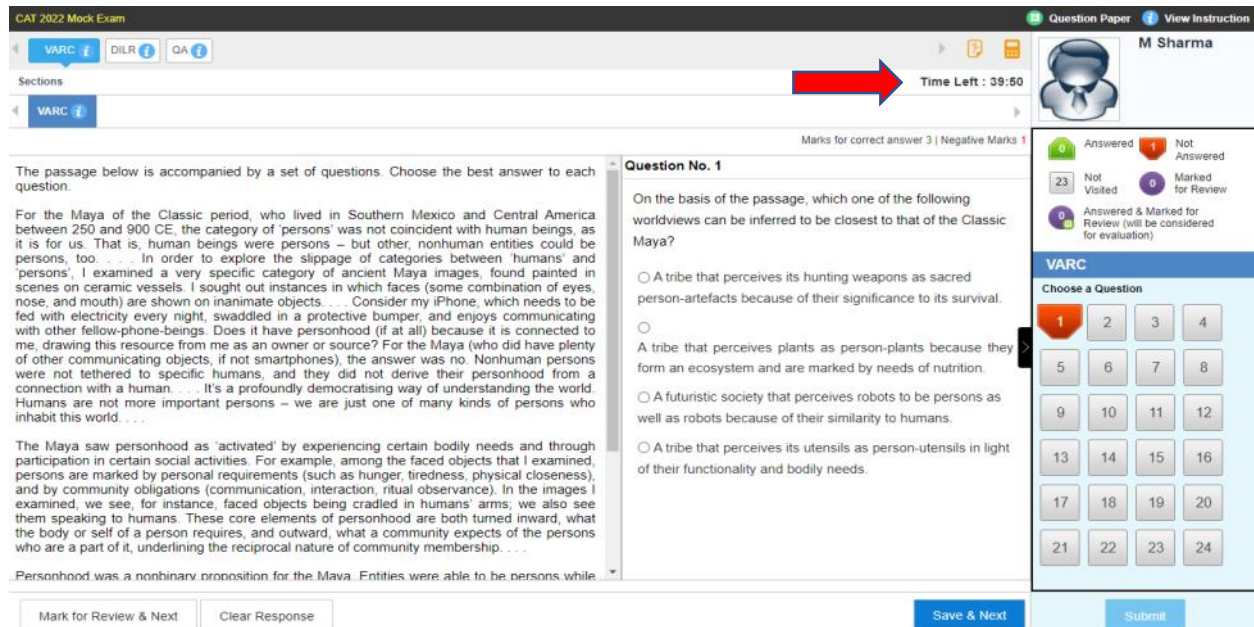 CAT 2022 Mock Exam
Question Paper
View Instruction
VARC
DILR
QA
M Sharma
Sections
Time Left : 39:50
VARC
Marks for correct answer 3 | Negative Marks 1
The passage below is accompanied by a set of questions. Choose the best answer to each
question.
For the Maya of the Classic period, who lived in Southern Mexico and Central America
between 250 and 900 CE, the category of 'persons' was not coincident with human beings, as
it is for us. That is, human beings were persons – but other, nonhuman entities could be
persons, too. . . . In order to explore the slippage of categories between 'humans' and
'persons', I examined a very specific category of ancient Maya images, found painted in
scenes on ceramic vessels. I sought out instances in which faces (some combination of eyes,
nose, and mouth) are shown on inanimate objects. . . . Consider my iPhone, which needs to be
fed with electricity every night, swaddled in a protective bumper, and enjoys communicating
with other fellow-phone-beings. Does it have personhood (if at all) because it is connected to
me, drawing this resource from me as an owner or source? For the Maya (who did have plenty
of other communicating objects, if not smartphones), the answer was no. Nonhuman persons
were not tethered to specific humans, and they did not derive their personhood from a
connection with a human. . . . It's a profoundly democratising way of understanding the world.
Humans are not more important persons – we are just one of many kinds of persons who
inhabit this world. . . .
The Maya saw personhood as 'activated' by experiencing certain bodily needs and through
participation in certain social activities. For example, among the faced objects that I examined,
persons are marked by personal requirements (such as hunger, tiredness, physical closeness),
and by community obligations (communication, interaction, ritual observance). In the images I
examined, we see, for instance, faced objects being cradled in humans' arms; we also see
them speaking to humans. These core elements of personhood are both turned inward, what
the body or self of a person requires, and outward, what a community expects of the persons
who are a part of it, underlining the reciprocal nature of community membership. . . .
Personhood was a nonbinary proposition for the Maya. Entities were able to be persons while
Question No. 1
On the basis of the passage, which one of the following
worldviews can be inferred to be closest to that of the Classic
Maya?
A tribe that perceives its hunting weapons as sacred
person-artefacts because of their significance to its survival.
A tribe that perceives plants as person-plants because they
form an ecosystem and are marked by needs of nutrition.
A futuristic society that perceives robots to be persons as
well as robots because of their similarity to humans.
A tribe that perceives its utensils as person-utensils in light
of their functionality and bodily needs.
0 Answered
1 Not
Answered
23 Not
Visited
0 Marked
for Review
0 Answered & Marked for
Review (will be considered
for evaluation)
VARC
Choose a Question
1 2 3 4
5 6 7 8
9 10 11 12
13 14 15 16
17 18 19 20
21 22 23 24
Mark for Review & Next
Clear Response
Save & Next
Submit